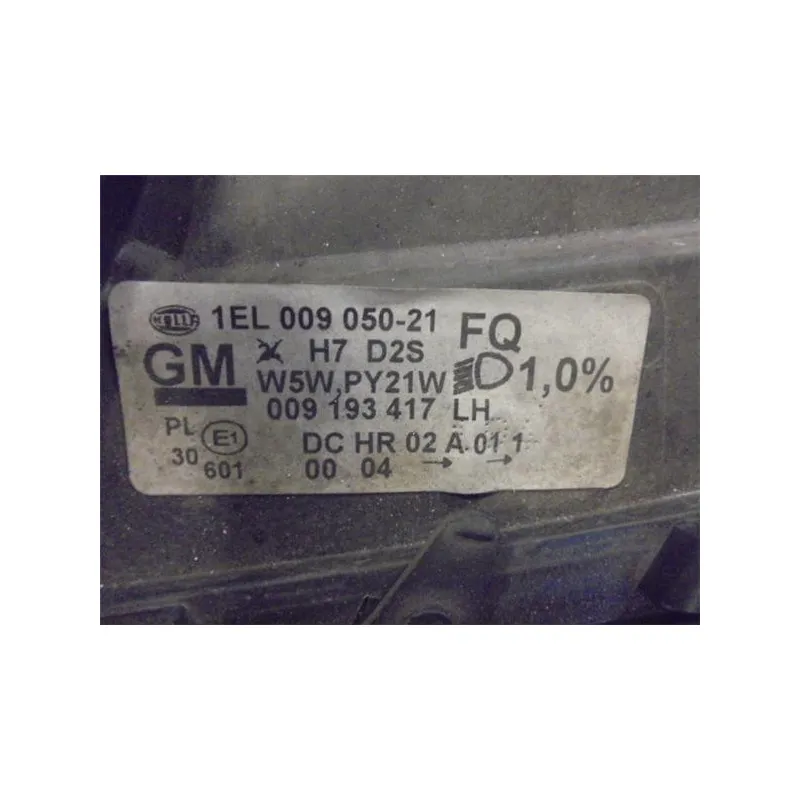 HELLA 1EL 009 050-21 FQ
GM H7 D2S
W5W,PY21W 1,0%
009 193 417 LH
PL E1 DC HR 02 A 01 1
30 601 00 04 → →